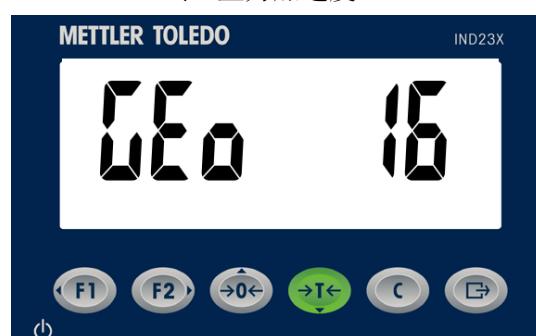 METTLER TOLEDO IND23X
GEo 16
F1 F2 →0← →T← C